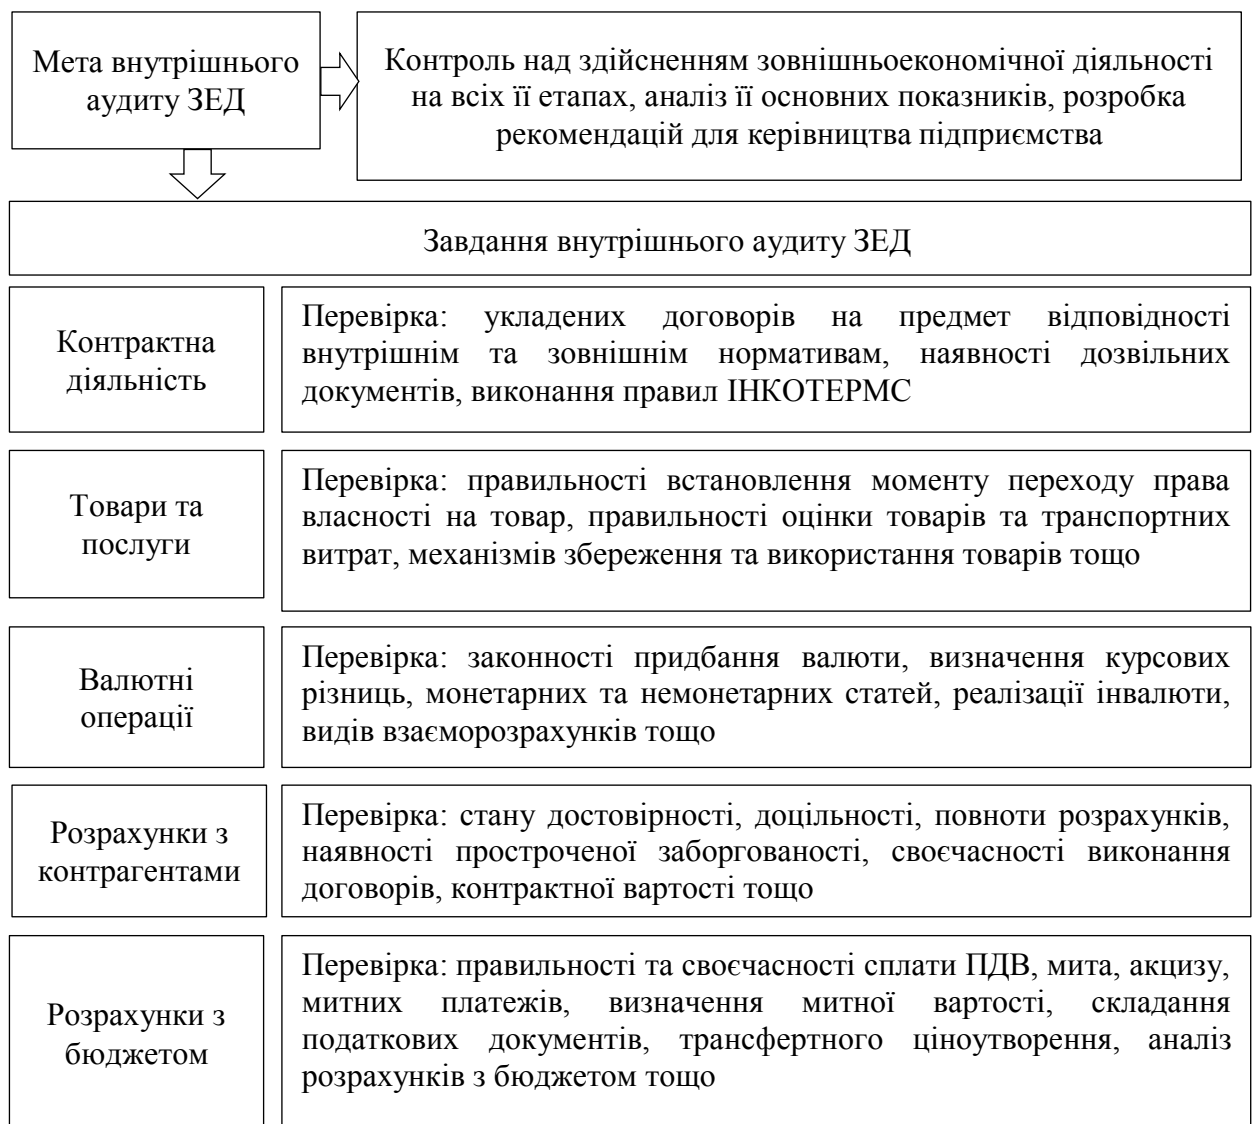 Мета внутрішнього
аудиту ЗЕД
Контроль над здійсненням зовнішньоекономічної діяльності
на всіх її етапах, аналіз її основних показників, розробка
рекомендацій для керівництва підприємства
Завдання внутрішнього аудиту ЗЕД
Контрактна
діяльність
Перевірка: укладених договорів на предмет відповідності
внутрішнім та зовнішнім нормативам, наявності дозвільних
документів, виконання правил ІНКОТЕРМС
Товари та
послуги
Перевірка: правильності встановлення моменту переходу права
власності на товар, правильності оцінки товарів та транспортних
витрат, механізмів збереження та використання товарів тощо
Валютні
операції
Перевірка: законності придбання валюти, визначення курсових
різниць, монетарних та немонетарних статей, реалізації інвалюти,
видів взаєморозрахунків тощо
Розрахунки з
контрагентами
Перевірка: стану достовірності, доцільності, повноти розрахунків,
наявності простроченої заборгованості, своєчасності виконання
договорів, контрактної вартості тощо
Розрахунки з
бюджетом
Перевірка: правильності та своєчасності сплати ПДВ, мита, акцизу,
митних платежів, визначення митної вартості, складання
податкових документів, трансфертного ціноутворення, аналіз
розрахунків з бюджетом тощо